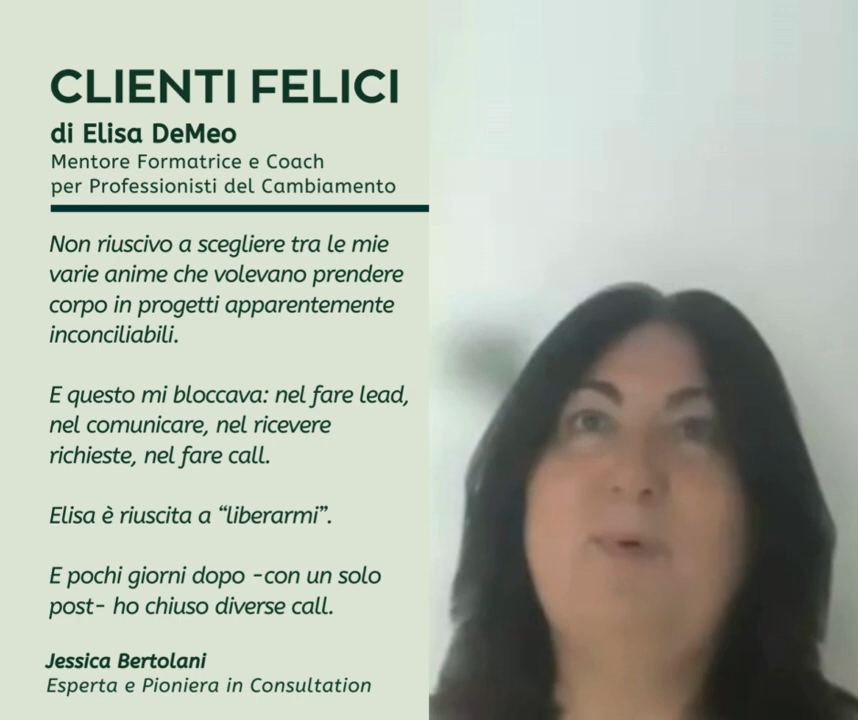 CLIENTI FELICI
di Elisa DeMeo
Mentore Formatrice e Coach
per Professionisti del Cambiamento
Non riuscivo a scegliere tra le mie
varie anime che volevano prendere
corpo in progetti apparentemente
inconciliabili.
E questo mi bloccava: nel fare lead,
nel comunicare, nel ricevere
richieste, nel fare call.
Elisa è riuscita a “liberarmi”.
E pochi giorni dopo -con un solo
post- ho chiuso diverse call.
Jessica Bertolani
Esperta e Pioniera in Consultation